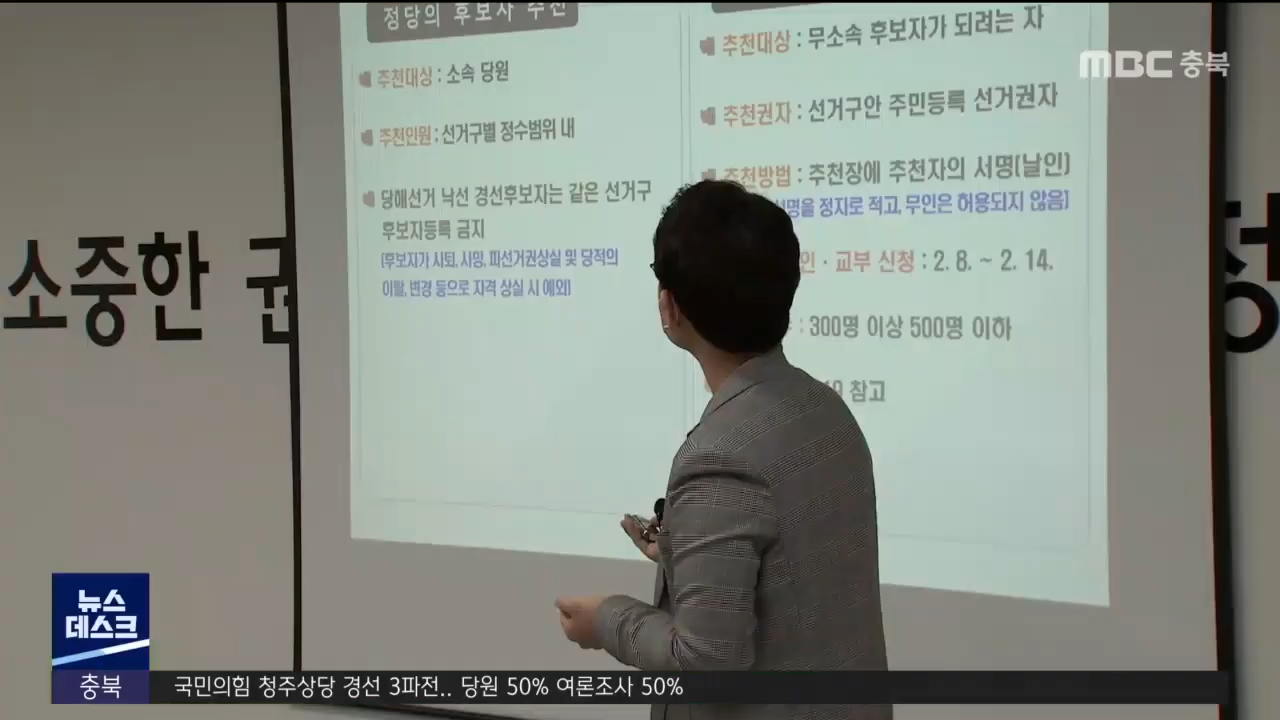 정당의 후보자 추천
추천대상 : 소속 당원
추천인원 : 선거구별 정수범위 내
당해선거 낙선 경선후보자는 같은 선거구
후보자등록 금지
(후보자가 사퇴, 사망, 피선거권상실 및 당적의
이탈, 변경 등으로 자격 상실 시 예외)
추천대상 : 무소속 후보자가 되려는 자
추천권자 : 선거구안 주민등록 선거권자
추천방법 : 추천장에 추천자의 서명(날인)
정자로 적고, 무인은 허용되지 않음)
교부 신청 : 2. 8. ~ 2. 14.
: 300명 이상 500명 이하
참고
소중한
MBC 충북
뉴스
데스크
충북
국민의힘 청주상당 경선 3파전.. 당원 50% 여론조사 50%